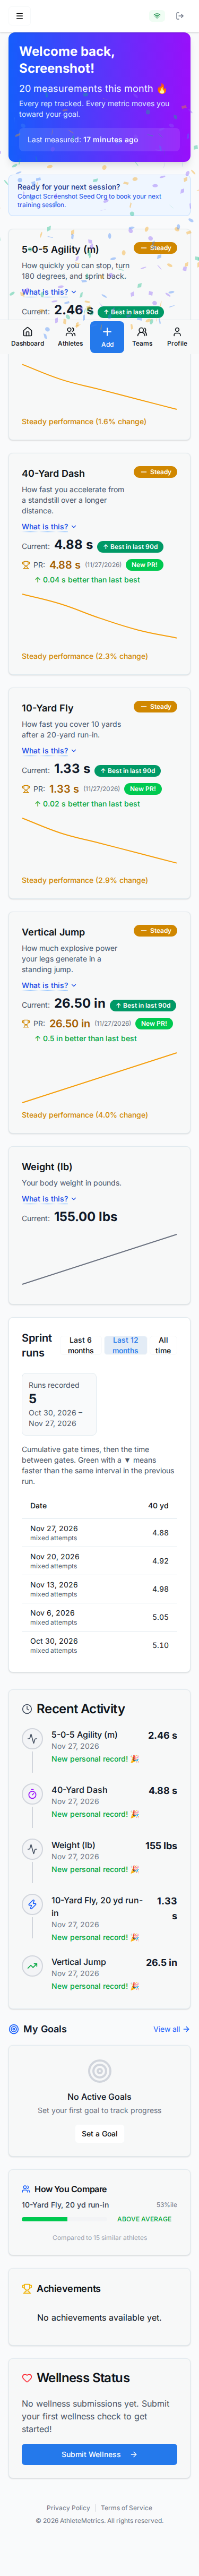 Welcome back,
Screenshot!
20 measurements this month 🔥
Every rep tracked. Every metric moves you
toward your goal.
Last measured: 17 minutes ago
Ready for your next session?
Contact Screenshot Seed Org to book your next
training session.
5-0-5 Agility (m)
— Steady
How quickly you can stop, turn
180 degrees, and sprint back.
What is this?
Current: 2.46 s ↑ Best in last 90d
Dashboard
Athletes
Add
Teams
Profile
Steady performance (1.6% change)
40-Yard Dash
— Steady
How fast you accelerate from
a standstill over a longer
distance.
What is this?
Current: 4.88 s ↑ Best in last 90d
PR: 4.88 s (11/27/2026) New PR!
↑ 0.04 s better than last best
Steady performance (2.3% change)
10-Yard Fly
— Steady
How fast you cover 10 yards
after a 20-yard run-in.
What is this?
Current: 1.33 s ↑ Best in last 90d
PR: 1.33 s (11/27/2026) New PR!
↑ 0.02 s better than last best
Steady performance (2.9% change)
Vertical Jump
— Steady
How much explosive power
your legs generate in a
standing jump.
What is this?
Current: 26.50 in ↑ Best in last 90d
PR: 26.50 in (11/27/2026) New PR!
↑ 0.5 in better than last best
Steady performance (4.0% change)
Weight (lb)
Your body weight in pounds.
What is this?
Current: 155.00 lbs
Sprint
runs
Last 6
months
Last 12
months
All
time
Runs recorded
5
Oct 30, 2026 –
Nov 27, 2026
Cumulative gate times, then the time
between gates. Green with a ▼ means
faster than the same interval in the previous
run.
Date 40 yd
Nov 27, 2026 4.88
mixed attempts
Nov 20, 2026 4.92
mixed attempts
Nov 13, 2026 4.98
mixed attempts
Nov 6, 2026 5.05
mixed attempts
Oct 30, 2026 5.10
mixed attempts
Recent Activity
5-0-5 Agility (m) 2.46 s
Nov 27, 2026
New personal record! 🎉
40-Yard Dash 4.88 s
Nov 27, 2026
New personal record! 🎉
Weight (lb) 155 lbs
Nov 27, 2026
New personal record! 🎉
10-Yard Fly, 20 yd run- 1.33
in s
Nov 27, 2026
New personal record! 🎉
Vertical Jump 26.5 in
Nov 27, 2026
New personal record! 🎉
My Goals View all →
No Active Goals
Set your first goal to track progress
Set a Goal
How You Compare
10-Yard Fly, 20 yd run-in 53%ile
ABOVE AVERAGE
Compared to 15 similar athletes
Achievements
No achievements available yet.
Wellness Status
No wellness submissions yet. Submit
your first wellness check to get
started!
Submit Wellness →
Privacy Policy | Terms of Service
© 2026 AthleteMetrics. All rights reserved.